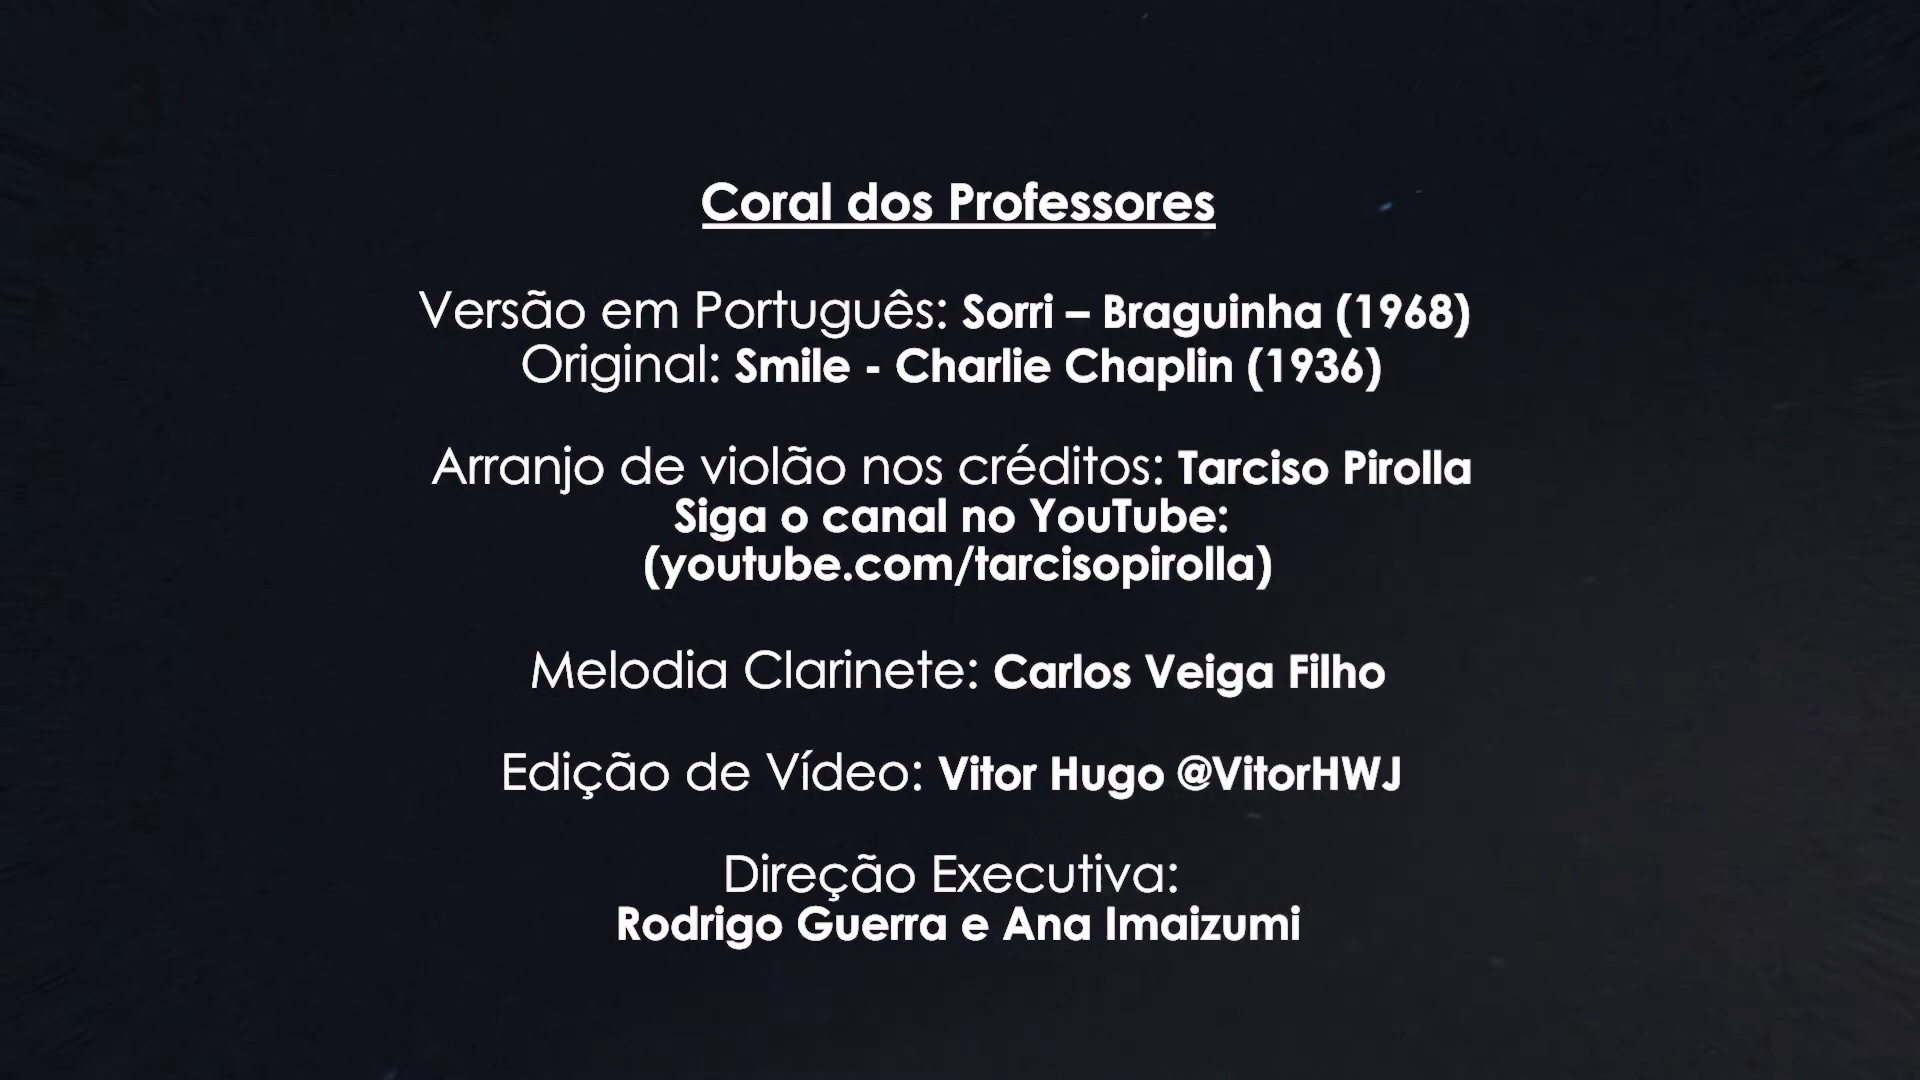 Coral dos Professores
Versão em Português: Sorri – Braguinha (1968)
Original: Smile - Charlie Chaplin (1936)
Arranjo de violão nos créditos: Tarciso Pirolla
Siga o canal no YouTube:
(youtube.com/tarcisopirolla)
Melodia Clarinete: Carlos Veiga Filho
Edição de Vídeo: Vitor Hugo @VitorHWJ
Direção Executiva:
Rodrigo Guerra e Ana Imaizumi